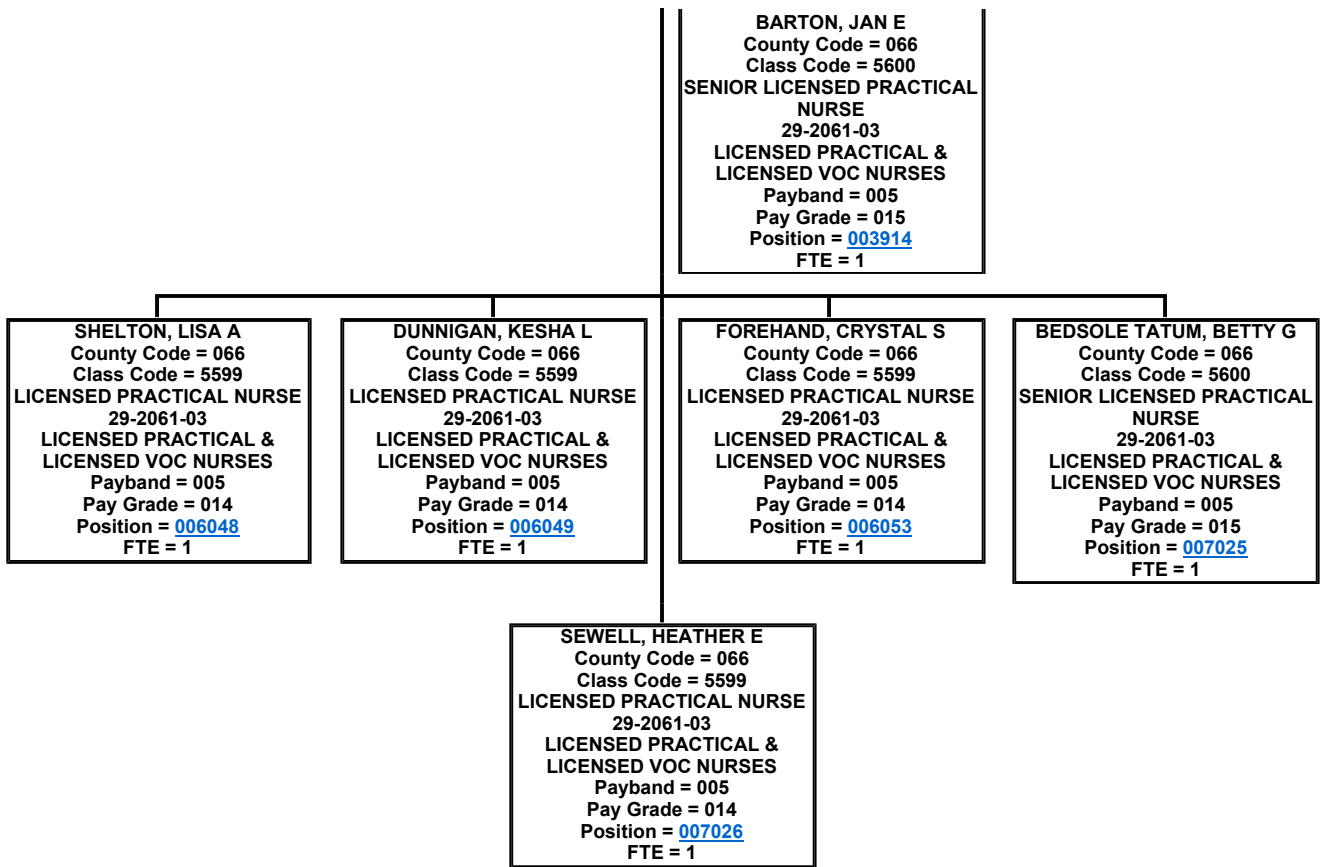 BARTON, JAN E
County Code = 066
Class Code = 5600
SENIOR LICENSED PRACTICAL
NURSE
29-2061-03
LICENSED PRACTICAL &
LICENSED VOC NURSES
Payband = 005
Pay Grade = 015
Position = 003914
FTE = 1
SHELTON, LISA A
County Code = 066
Class Code = 5599
LICENSED PRACTICAL NURSE
29-2061-03
LICENSED PRACTICAL &
LICENSED VOC NURSES
Payband = 005
Pay Grade = 014
Position = 006048
FTE = 1
DUNNIGAN, KESHA L
County Code = 066
Class Code = 5599
LICENSED PRACTICAL NURSE
29-2061-03
LICENSED PRACTICAL &
LICENSED VOC NURSES
Payband = 005
Pay Grade = 014
Position = 006049
FTE = 1
FOREHAND, CRYSTAL S
County Code = 066
Class Code = 5599
LICENSED PRACTICAL NURSE
29-2061-03
LICENSED PRACTICAL &
LICENSED VOC NURSES
Payband = 005
Pay Grade = 014
Position = 006053
FTE = 1
BEDSOLE TATUM, BETTY G
County Code = 066
Class Code = 5600
SENIOR LICENSED PRACTICAL
NURSE
29-2061-03
LICENSED PRACTICAL &
LICENSED VOC NURSES
Payband = 005
Pay Grade = 015
Position = 007025
FTE = 1
SEWELL, HEATHER E
County Code = 066
Class Code = 5599
LICENSED PRACTICAL NURSE
29-2061-03
LICENSED PRACTICAL &
LICENSED VOC NURSES
Payband = 005
Pay Grade = 014
Position = 007026
FTE = 1